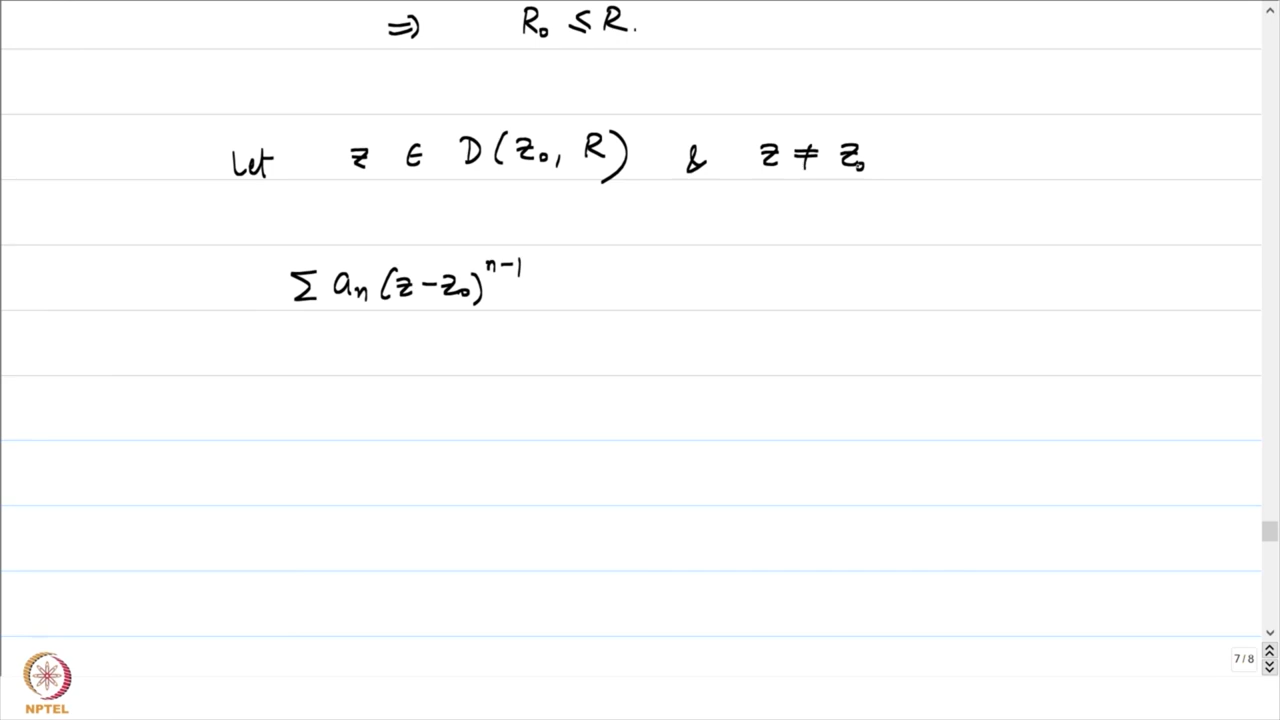 ⇒ R₀ ≤ R.
Let z ∈ D(z₀, R) & z ≠ z₀
Σ aₙ (z - z₀)ⁿ⁻¹
7 / 8
NPTEL